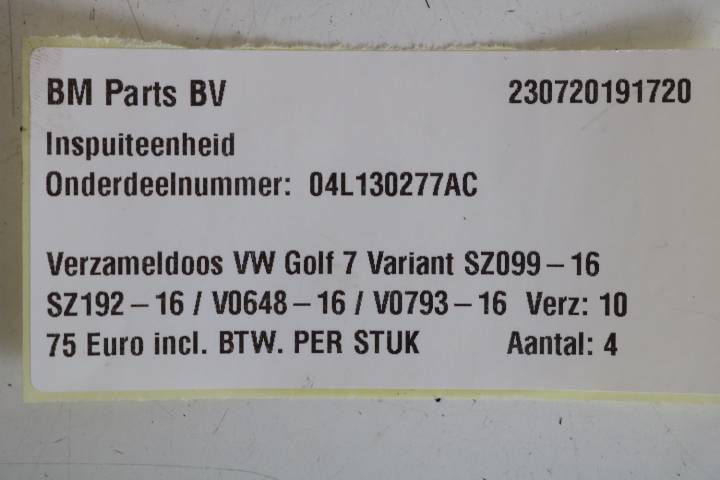 BM Parts BV 230720191720
Inspuiteenheid
Onderdeelnummer: 04L130277AC
Verzameldoos VW Golf 7 Variant SZ099-16
SZ192-16 / V0648-16 / V0793-16 Verz: 10
75 Euro incl. BTW. PER STUK Aantal: 4